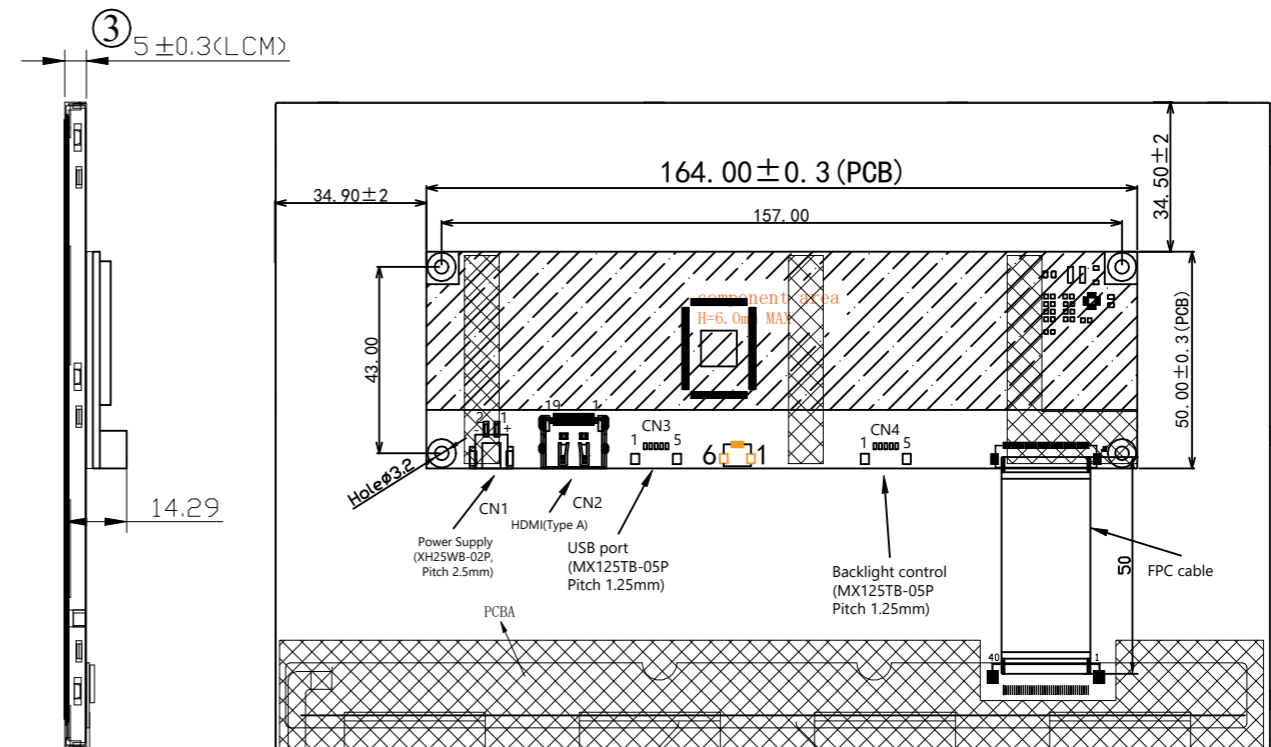 ③ 5±0.3(LCM)
34.50±2
164.00±0.3(PCB)
34.90±2
157.00
component area
H=6.0mm MAX
43.00
50.00±0.3(PCB)
2 1
- +
19 1
CN3
1 5
6 1
CN4
1 5
Holeø3.2
14.29
CN1
CN2
HDMI(Type A)
Power Supply
(XH25WB-02P,
Pitch 2.5mm)
USB port
(MX125TB-05P
Pitch 1.25mm)
Backlight control
(MX125TB-05P
Pitch 1.25mm)
50
FPC cable
PCBA
40 1